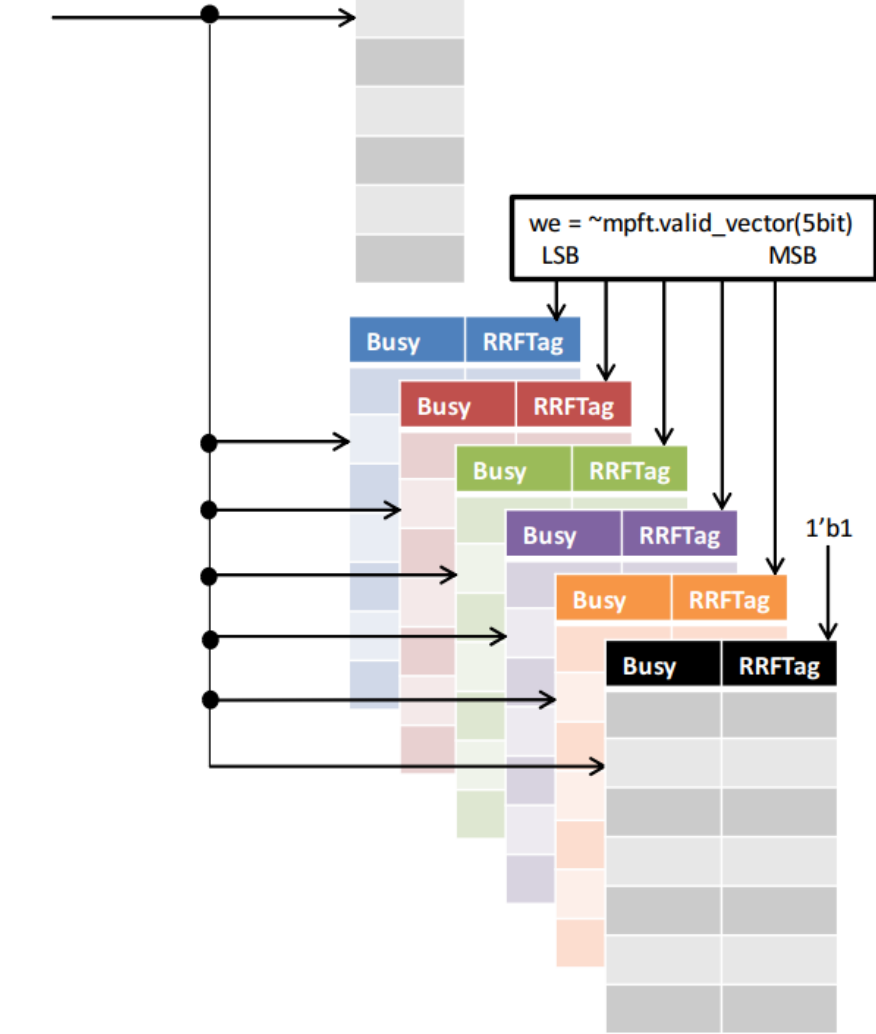 we = ~mpft.valid_vector(5bit)
LSB MSB
Busy RRFTag
Busy RRFTag
Busy RRFTag
Busy RRFTag
1’b1
Busy RRFTag
Busy RRFTag